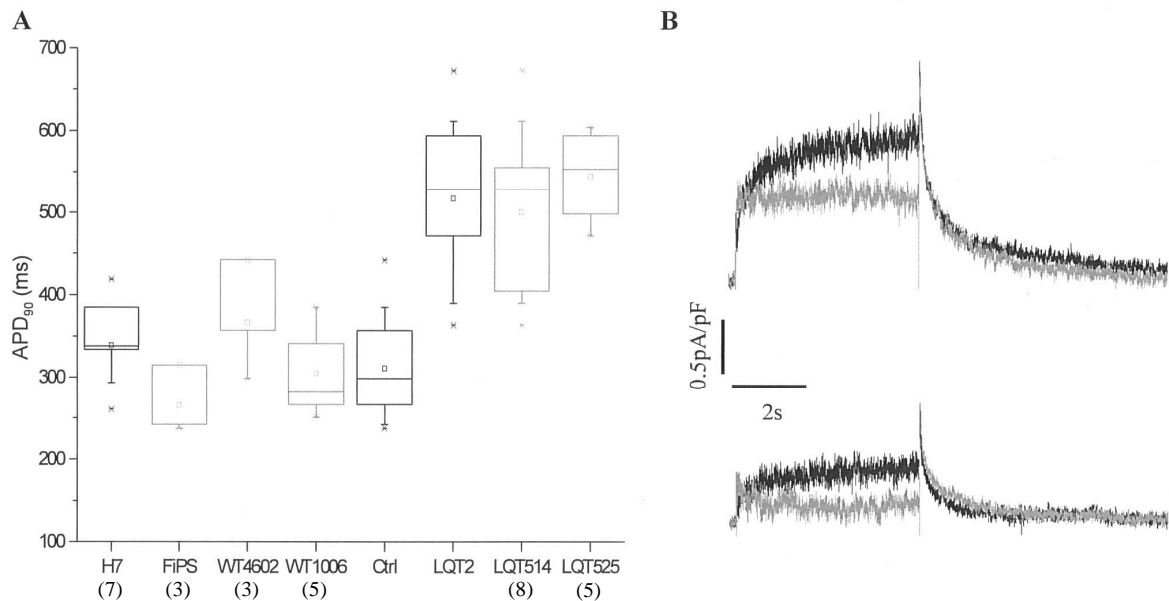 A
B
700
600
500
400
300
200
100
APD90 (ms)
H7
FiPS
WT4602
WT1006
Ctrl
LQT2
LQT514
LQT525
(7)
(3)
(3)
(5)
(8)
(5)
0.5pA/pF
2s